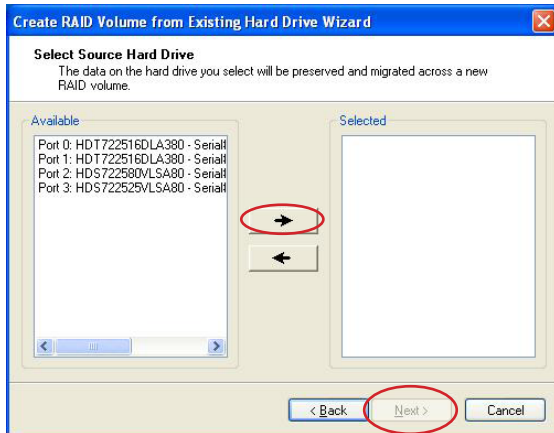 Create RAID Volume from Existing Hard Drive Wizard
Select Source Hard Drive
The data on the hard drive you select will be preserved and migrated across a new
RAID volume.
Available
Selected
Port 0: HDT722516DLA380 - Serial#
Port 1: HDT722516DLA380 - Serial#
Port 2: HDS722580VLSA80 - Serial#
Port 3: HDS722525VLSA80 - Serial#
< Back
Next >
Cancel